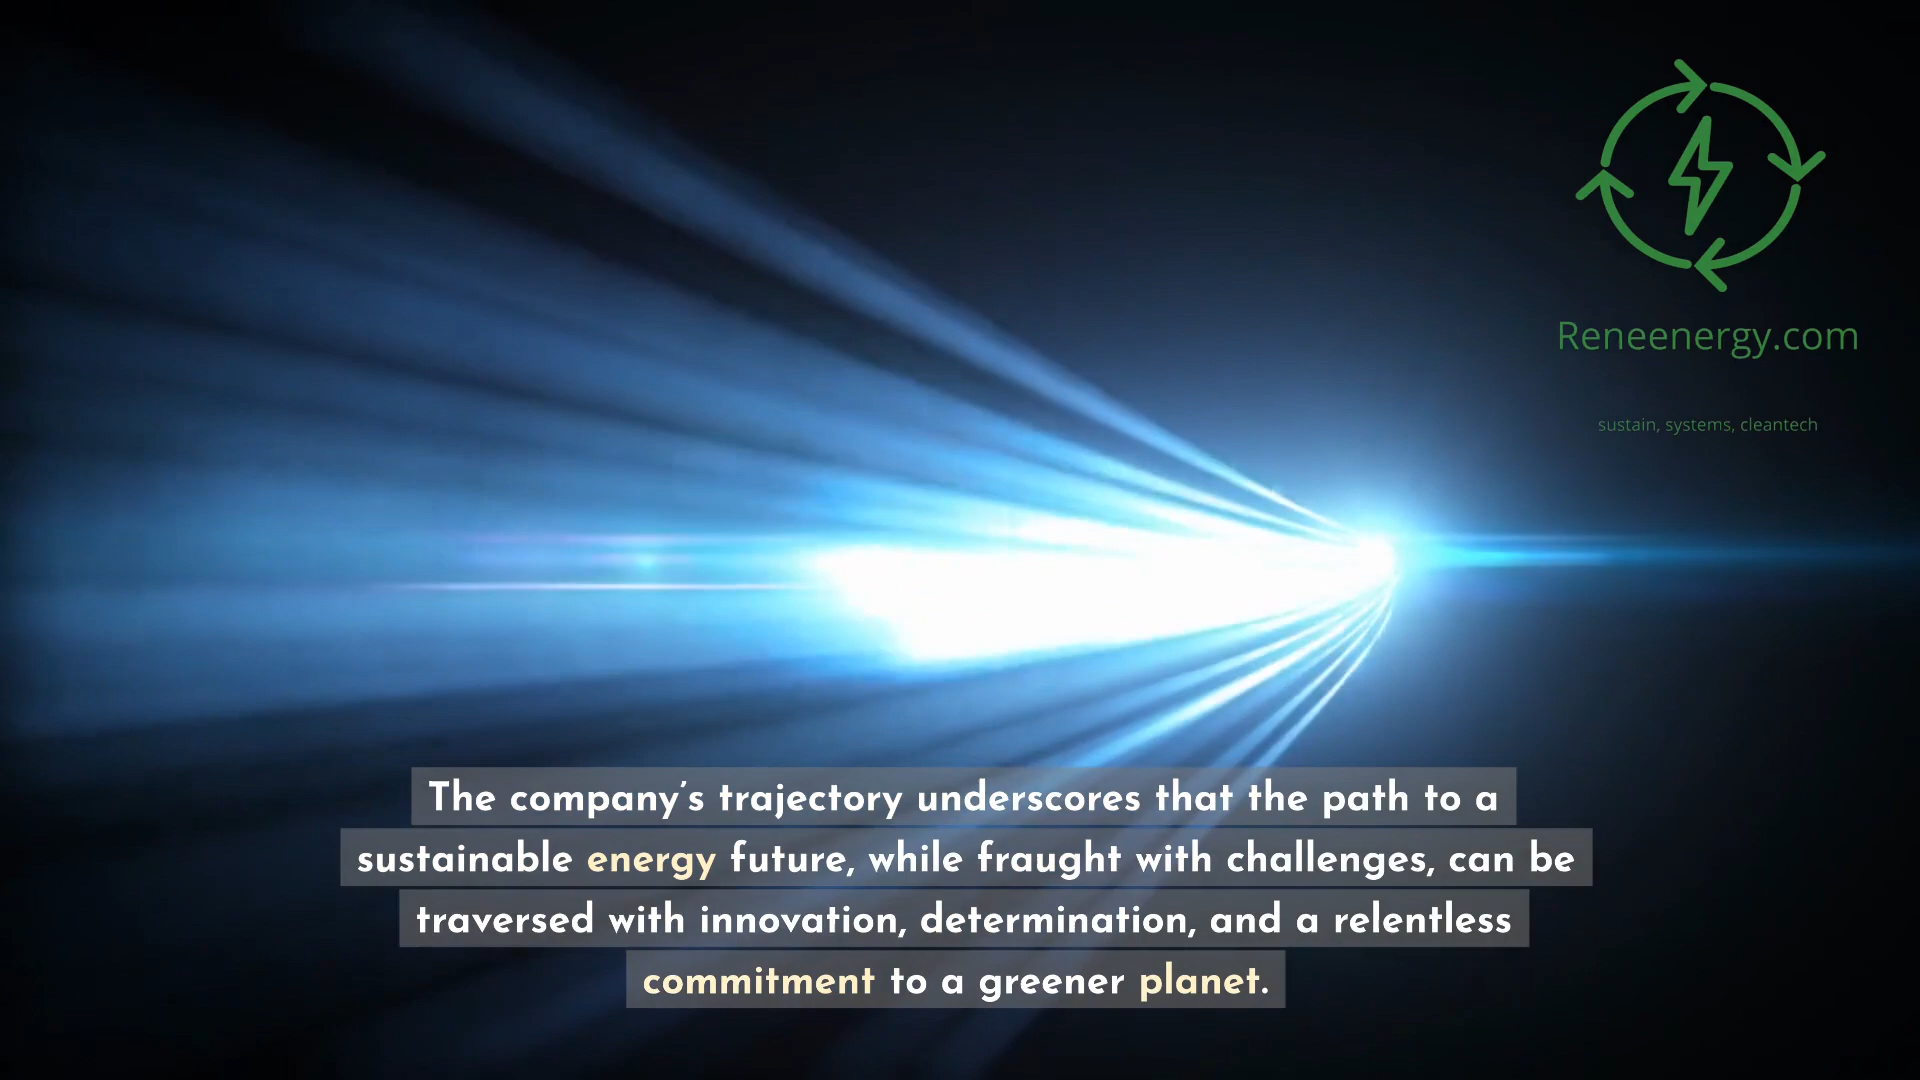 Reneenergy.com
sustain, systems, cleantech
The company’s trajectory underscores that the path to a
sustainable energy future, while fraught with challenges, can be
traversed with innovation, determination, and a relentless
commitment to a greener planet.